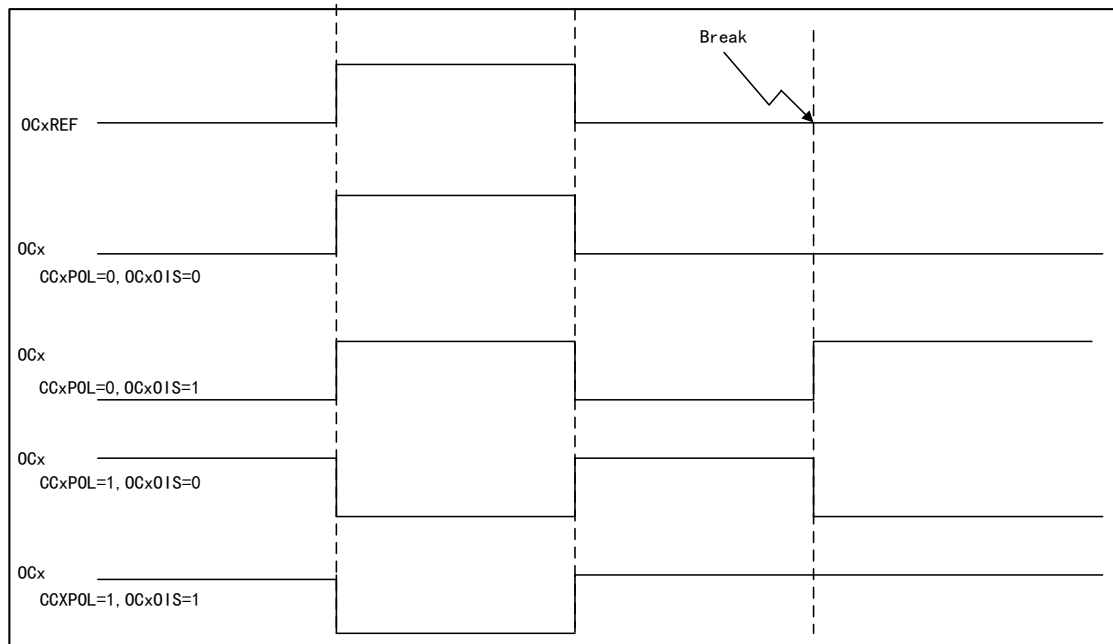 Break
OCxREF
OCx
CCxPOL=0,OCxOIS=0
OCx
CCxPOL=0,OCxOIS=1
OCx
CCxPOL=1,OCxOIS=0
OCx
CCXPOL=1,OCxOIS=1